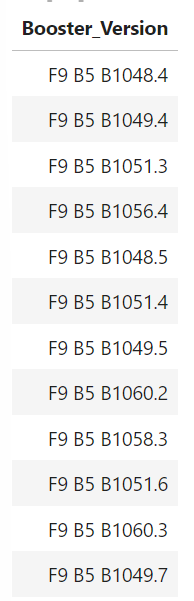 Booster_Version
F9 B5 B1048.4
F9 B5 B1049.4
F9 B5 B1051.3
F9 B5 B1056.4
F9 B5 B1048.5
F9 B5 B1051.4
F9 B5 B1049.5
F9 B5 B1060.2
F9 B5 B1058.3
F9 B5 B1051.6
F9 B5 B1060.3
F9 B5 B1049.7